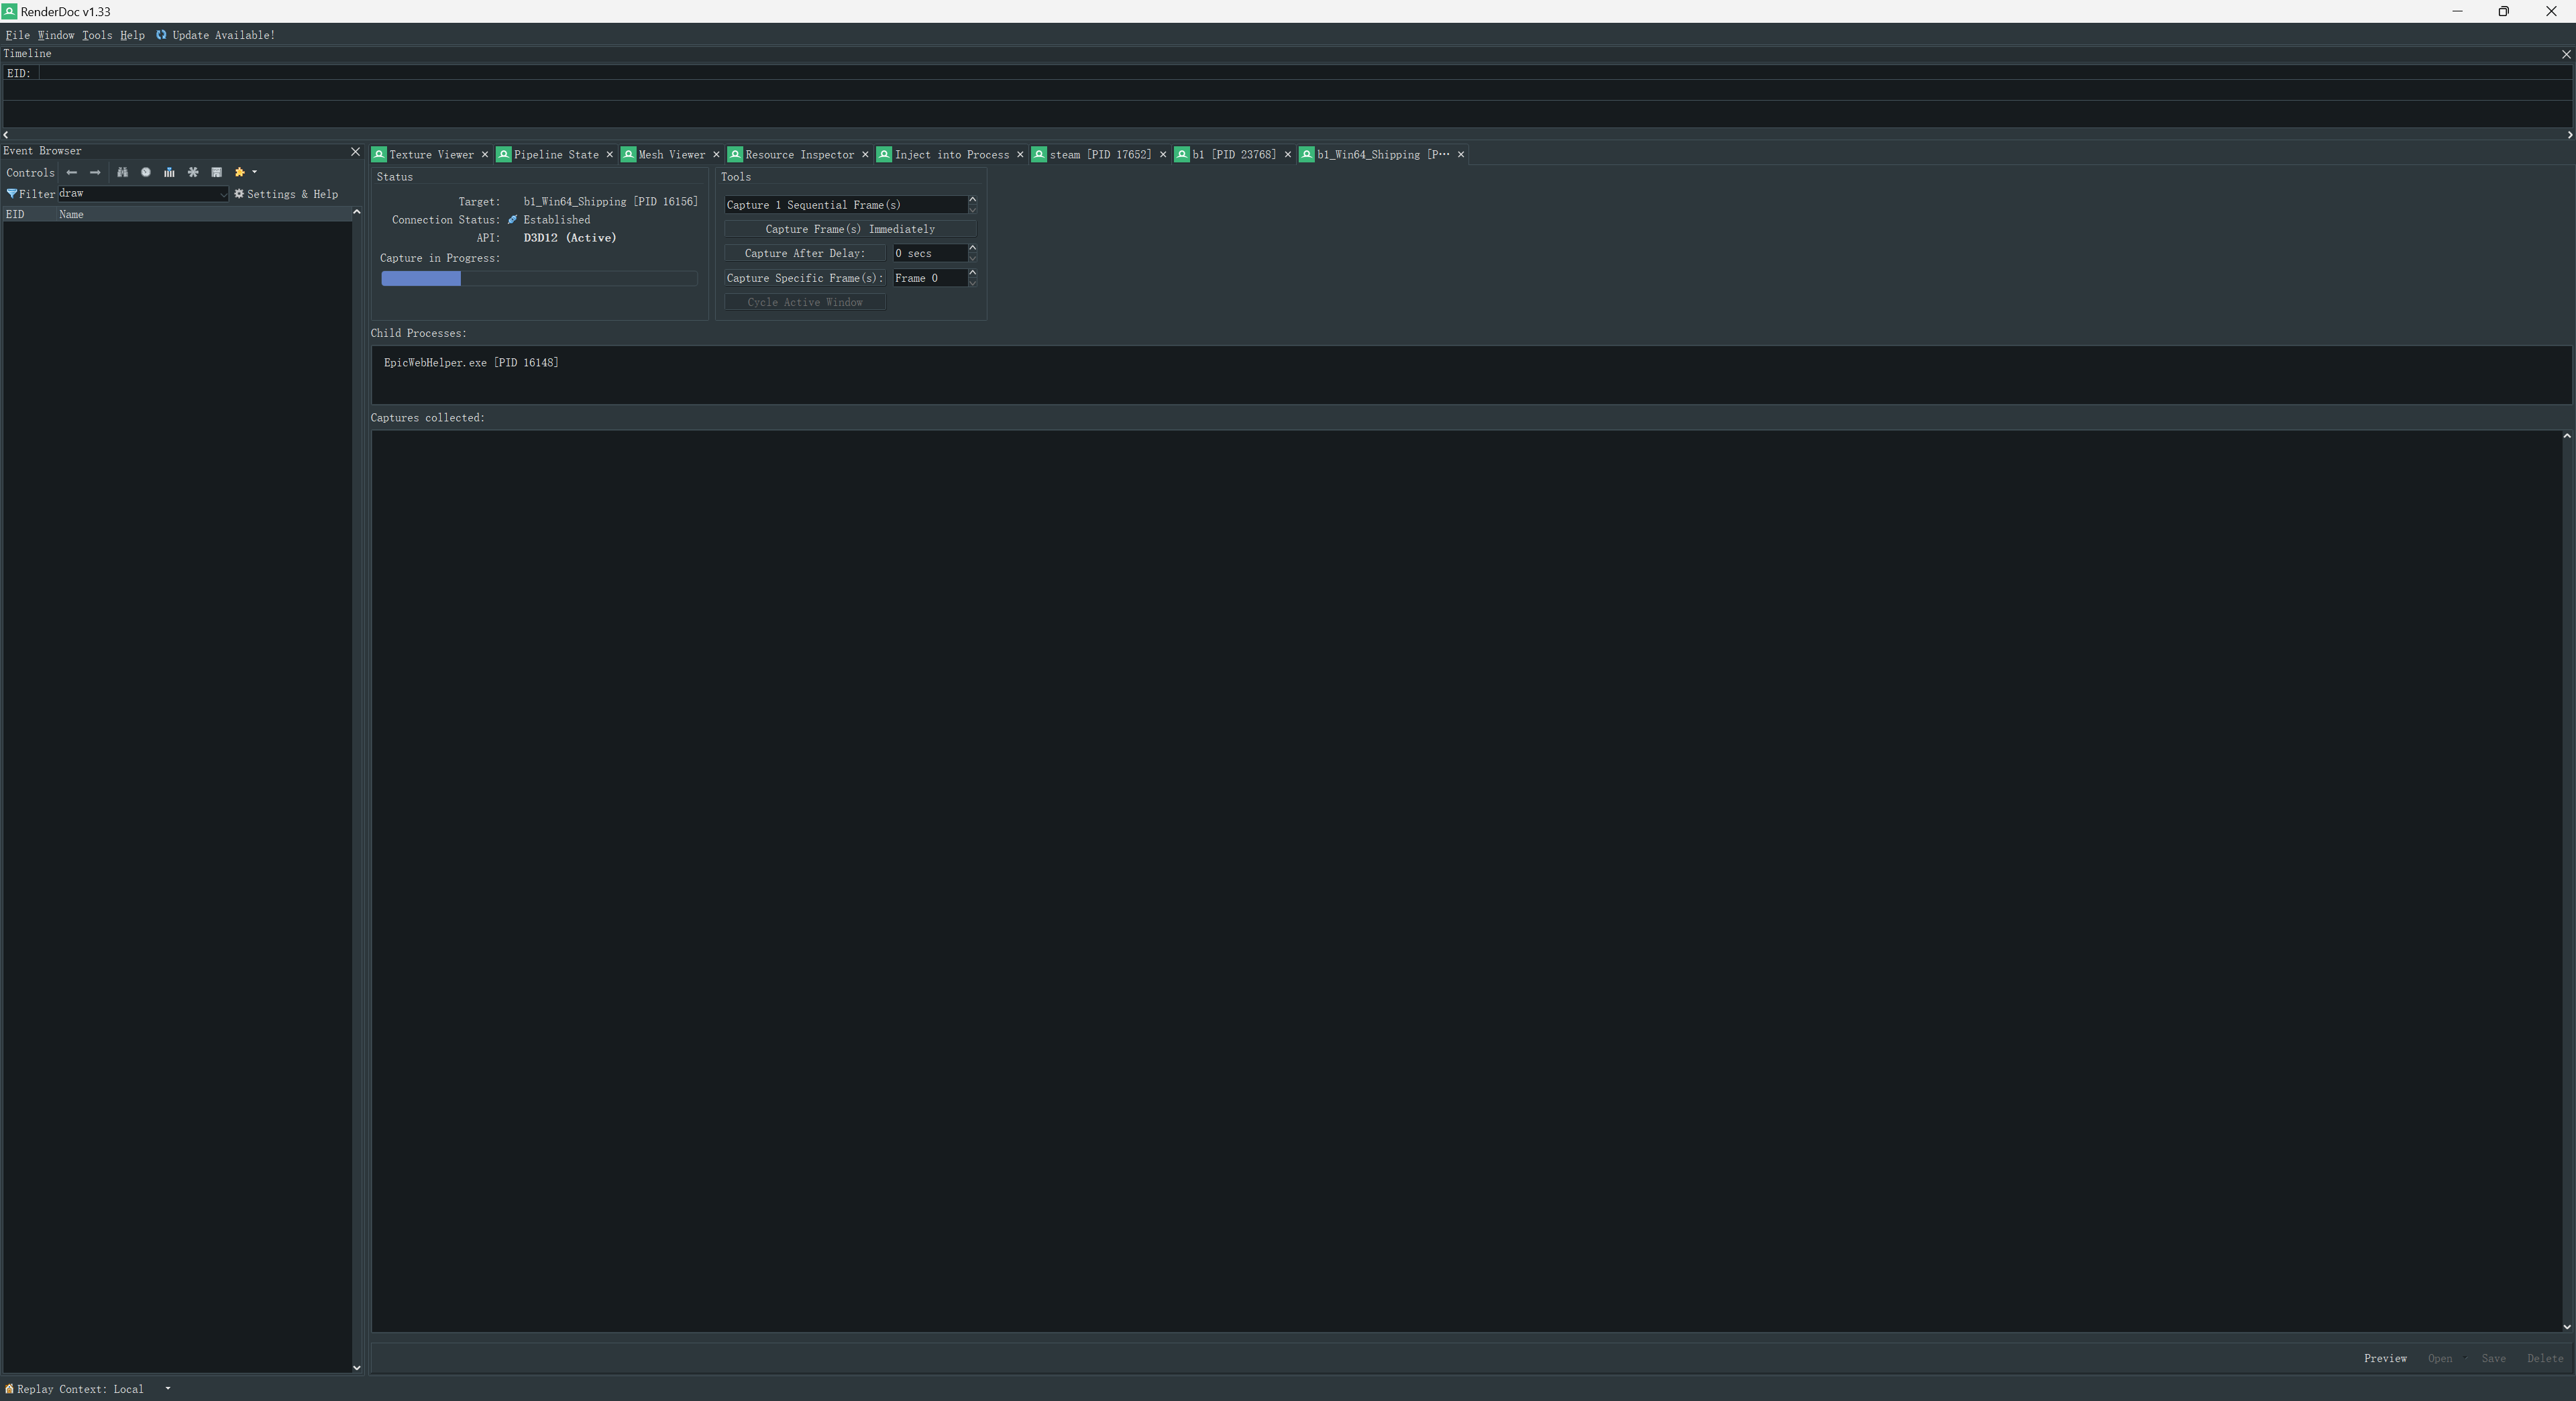 RenderDoc v1.33
File Window Tools Help Update Available!
Timeline
EID:
Event Browser
Controls
Filter draw Settings & Help
EID Name
Texture Viewer Pipeline State Mesh Viewer Resource Inspector Inject into Process steam [PID 17652] b1 [PID 23768] b1_Win64_Shipping [P···
Status
Target: b1_Win64_Shipping [PID 16156]
Connection Status: Established
API: D3D12 (Active)
Capture in Progress:
Tools
Capture 1 Sequential Frame(s)
Capture Frame(s) Immediately
Capture After Delay: 0 secs
Capture Specific Frame(s): Frame 0
Cycle Active Window
Child Processes:
EpicWebHelper.exe [PID 16148]
Captures collected:
Preview Open Save Delete
Replay Context: Local